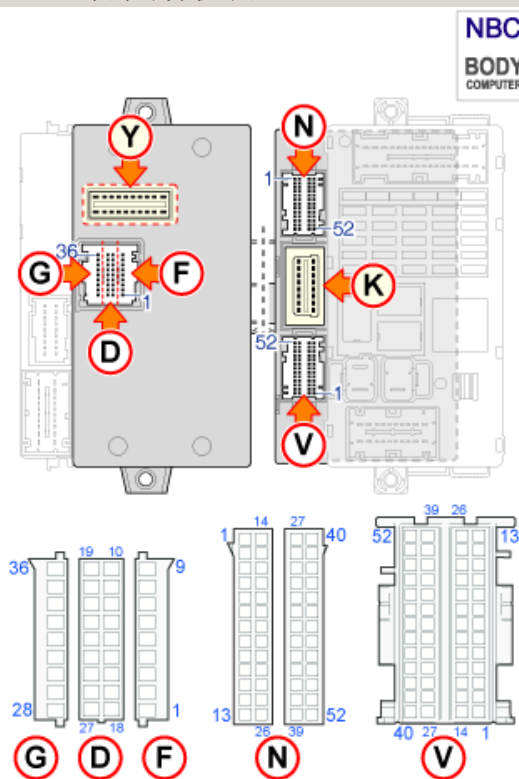 NBC
BODY
COMPUTER
Y
N
1
52
36
G
F
K
1
D
52
1
V
39 26
14 27
52 13
1 40
19 10
36 9
28 1
13 52
27 18
26 39
40 27 14 1
G D F N V